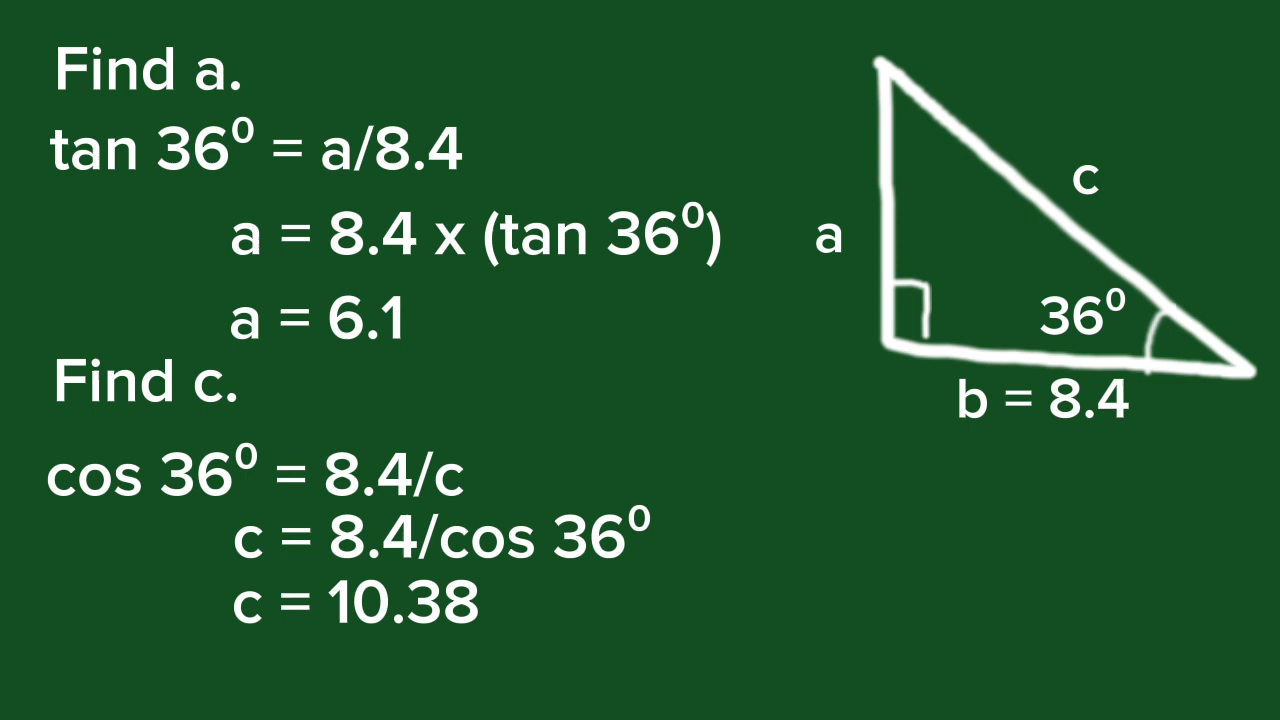 Find a.
tan 36⁰ = a/8.4
a = 8.4 x (tan 36⁰)
a = 6.1
Find c.
cos 36⁰ = 8.4/c
c = 8.4/cos 36⁰
c = 10.38
c
a
36⁰
b = 8.4